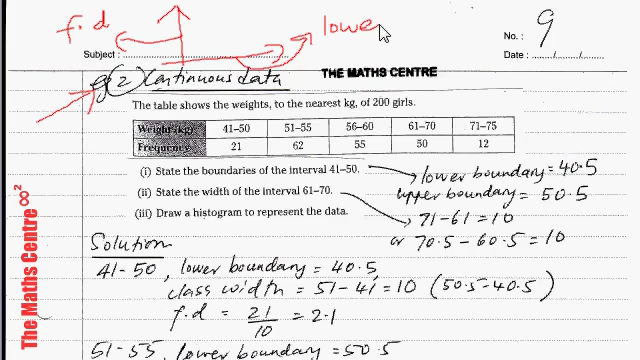 f.d
lowe
No. : 9
Subject :
Date : / /
eg(2) Continuous data
THE MATHS CENTRE
The table shows the weights, to the nearest kg, of 200 girls.
Weight (kg) 41–50 51–55 56–60 61–70 71–75
Frequency 21 62 55 50 12
(i) State the boundaries of the interval 41–50.
lower boundary = 40.5
upper boundary = 50.5
(ii) State the width of the interval 61–70.
71-61 = 10
(iii) Draw a histogram to represent the data.
or 70.5 - 60.5 = 10
Solution
41-50, lower boundary = 40.5,
class width = 51-41 = 10 (50.5-40.5)
f.d = 21/10 = 2.1
51-55, lower boundary = 50.5
The Maths Centre ∞²